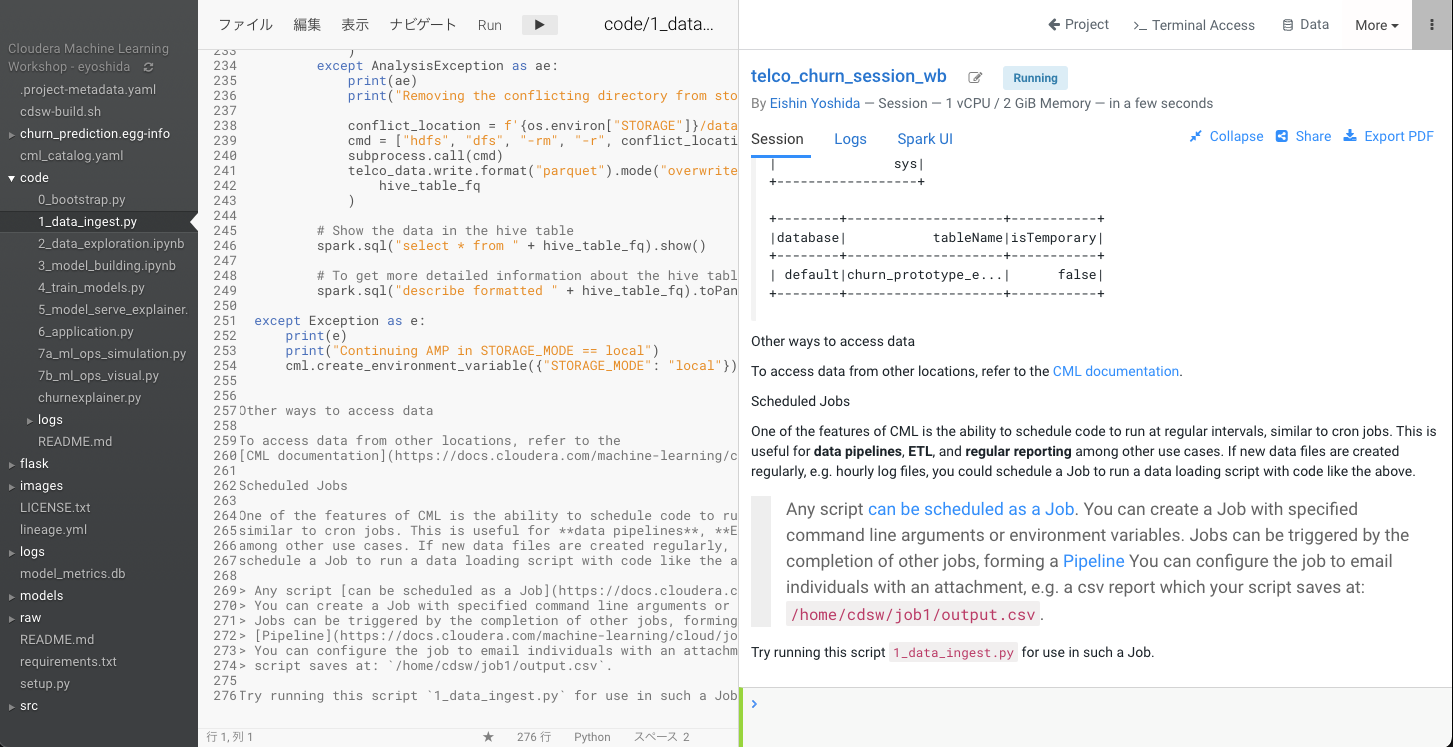 Cloudera Machine Learning
Workshop - eyoshida
.project-metadata.yaml
cdsw-build.sh
churn_prediction.egg-info
cml_catalog.yaml
code
0_bootstrap.py
1_data_ingest.py
2_data_exploration.ipynb
3_model_building.ipynb
4_train_models.py
5_model_serve_explainer.
6_application.py
7a_ml_ops_simulation.py
7b_ml_ops_visual.py
churnexplainer.py
logs
README.md
flask
images
LICENSE.txt
lineage.yml
logs
model_metrics.db
models
raw
README.md
requirements.txt
setup.py
src
ファイル 編集 表示 ナビゲート Run code/1_data...
233 )
234 except AnalysisException as ae:
235 print(ae)
236 print("Removing the conflicting directory from sto
237
238 conflict_location = f'{os.environ["STORAGE"]}/data
239 cmd = ["hdfs", "dfs", "-rm", "-r", conflict_locati
240 subprocess.call(cmd)
241 telco_data.write.format("parquet").mode("overwrite
242 hive_table_fq
243 )
244
245 # Show the data in the hive table
246 spark.sql("select * from " + hive_table_fq).show()
247
248 # To get more detailed information about the hive tabl
249 spark.sql("describe formatted " + hive_table_fq).toPan
250
251 except Exception as e:
252 print(e)
253 print("Continuing AMP in STORAGE_MODE == local")
254 cml.create_environment_variable({"STORAGE_MODE": "local"})
255
256
257 Other ways to access data
258
259 To access data from other locations, refer to the
260 [CML documentation](https://docs.cloudera.com/machine-learning/c
261
262 Scheduled Jobs
263
264 One of the features of CML is the ability to schedule code to ru
265 similar to cron jobs. This is useful for **data pipelines**, **E
266 among other use cases. If new data files are created regularly,
267 schedule a Job to run a data loading script with code like the a
268
269 > Any script [can be scheduled as a Job](https://docs.cloudera.c
270 > You can create a Job with specified command line arguments or
271 > Jobs can be triggered by the completion of other jobs, forming
272 > [Pipeline](https://docs.cloudera.com/machine-learning/cloud/jo
273 > You can configure the job to email individuals with an attachm
274 > script saves at: `/home/cdsw/job1/output.csv`.
275
276 Try running this script `1_data_ingest.py` for use in such a Job
行 1, 列 1 ★ 276 行 Python スペース 2
Project >_ Terminal Access Data More
telco_churn_session_wb Running
By Eishin Yoshida — Session — 1 vCPU / 2 GiB Memory — in a few seconds
Session Logs Spark UI Collapse Share Export PDF
| sys|
+------------------+
+--------+--------------------+-----------+
|database| tableName|isTemporary|
+--------+--------------------+-----------+
| default|churn_prototype_e...| false|
+--------+--------------------+-----------+
Other ways to access data
To access data from other locations, refer to the CML documentation.
Scheduled Jobs
One of the features of CML is the ability to schedule code to run at regular intervals, similar to cron jobs. This is
useful for data pipelines, ETL, and regular reporting among other use cases. If new data files are created
regularly, e.g. hourly log files, you could schedule a Job to run a data loading script with code like the above.
Any script can be scheduled as a Job. You can create a Job with specified
command line arguments or environment variables. Jobs can be triggered by the
completion of other jobs, forming a Pipeline You can configure the job to email
individuals with an attachment, e.g. a csv report which your script saves at:
/home/cdsw/job1/output.csv.
Try running this script 1_data_ingest.py for use in such a Job.